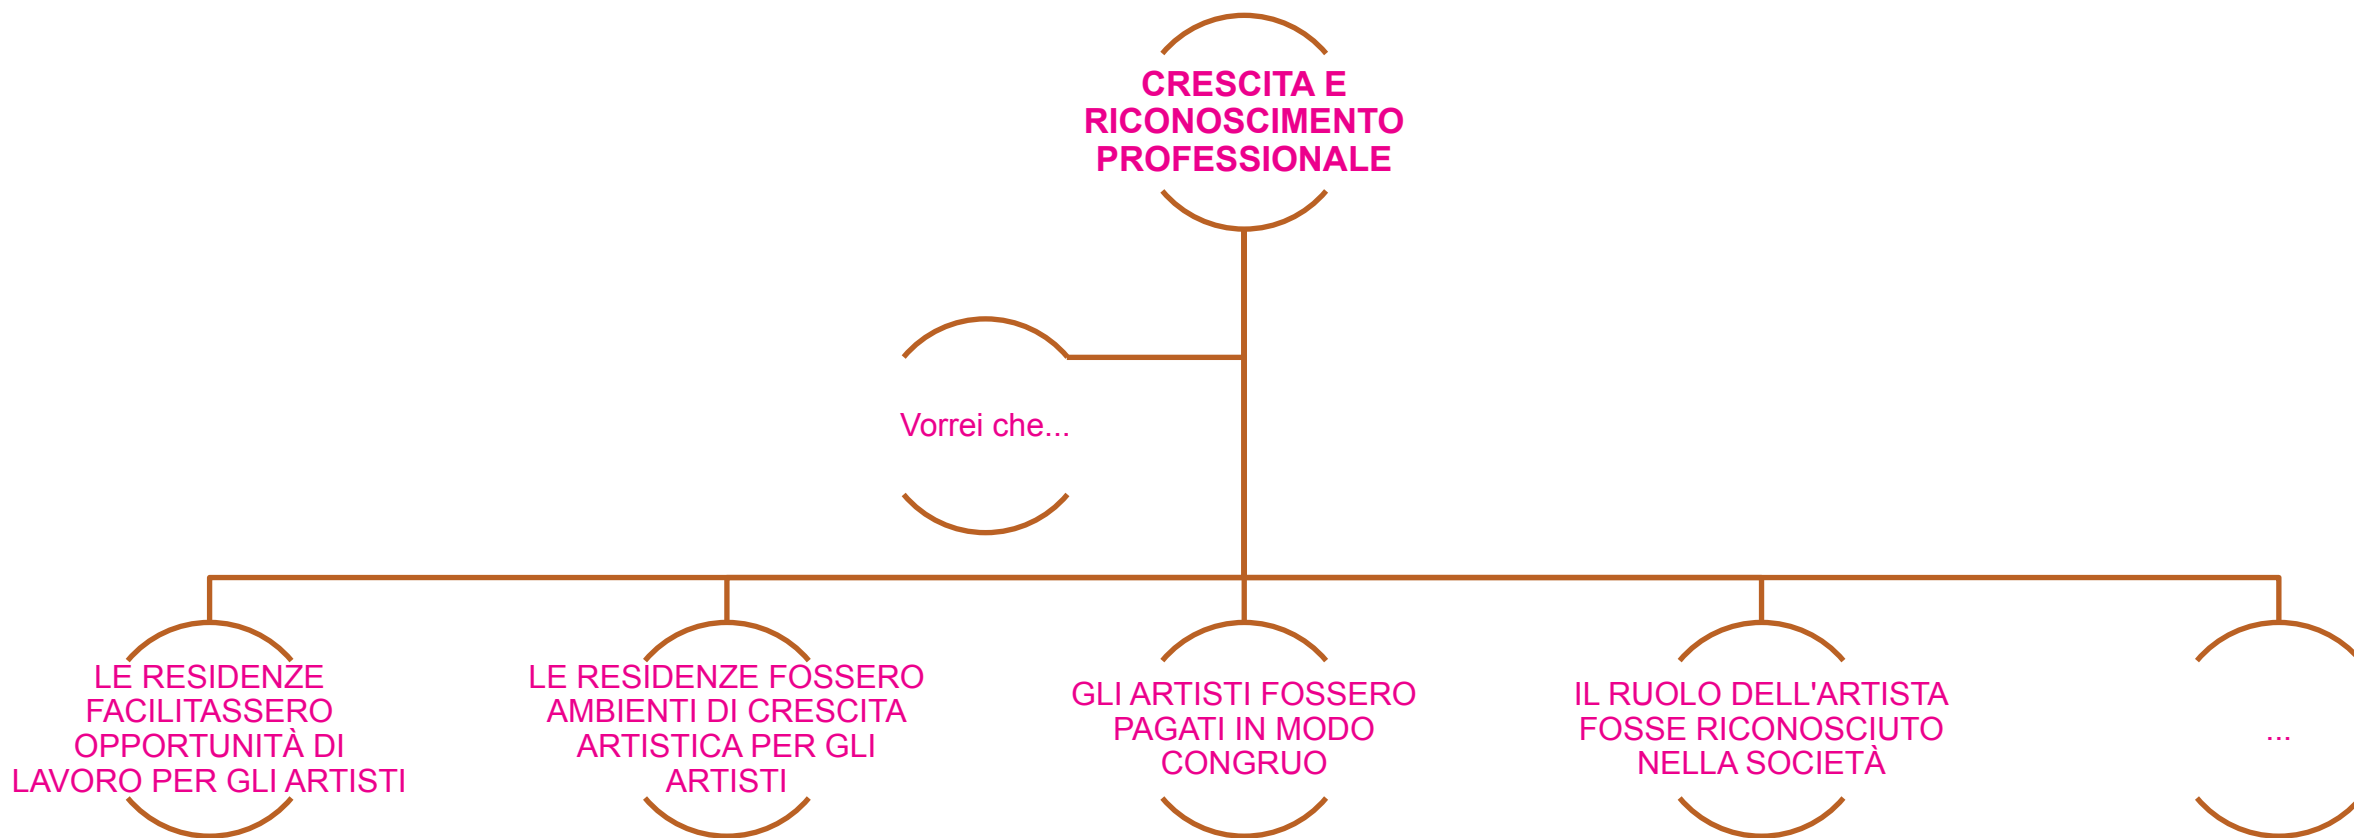 CRESCITA E
RICONOSCIMENTO
PROFESSIONALE
Vorrei che...
LE RESIDENZE
FACILITASSERO
OPPORTUNITÀ DI
LAVORO PER GLI ARTISTI
LE RESIDENZE FOSSERO
AMBIENTI DI CRESCITA
ARTISTICA PER GLI
ARTISTI
GLI ARTISTI FOSSERO
PAGATI IN MODO
CONGRUO
IL RUOLO DELL'ARTISTA
FOSSE RICONOSCIUTO
NELLA SOCIETÀ
...